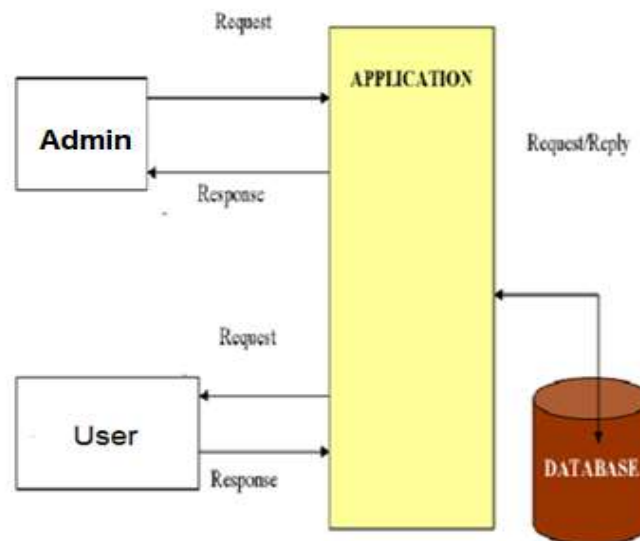 Request
APPLICATION
Admin
Request/Reply
Response
Request
User
Response
DATABASE